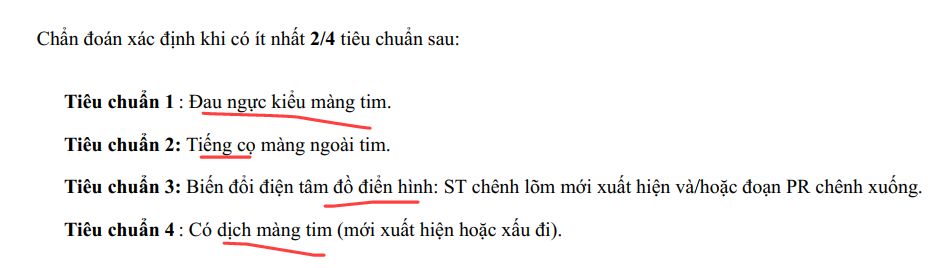 Chẩn đoán xác định khi có ít nhất 2/4 tiêu chuẩn sau:
Tiêu chuẩn 1 : Đau ngực kiểu màng tim.
Tiêu chuẩn 2: Tiếng cọ màng ngoài tim.
Tiêu chuẩn 3: Biến đổi điện tâm đồ điển hình: ST chênh lõm mới xuất hiện và/hoặc đoạn PR chênh xuống.
Tiêu chuẩn 4 : Có dịch màng tim (mới xuất hiện hoặc xấu đi).